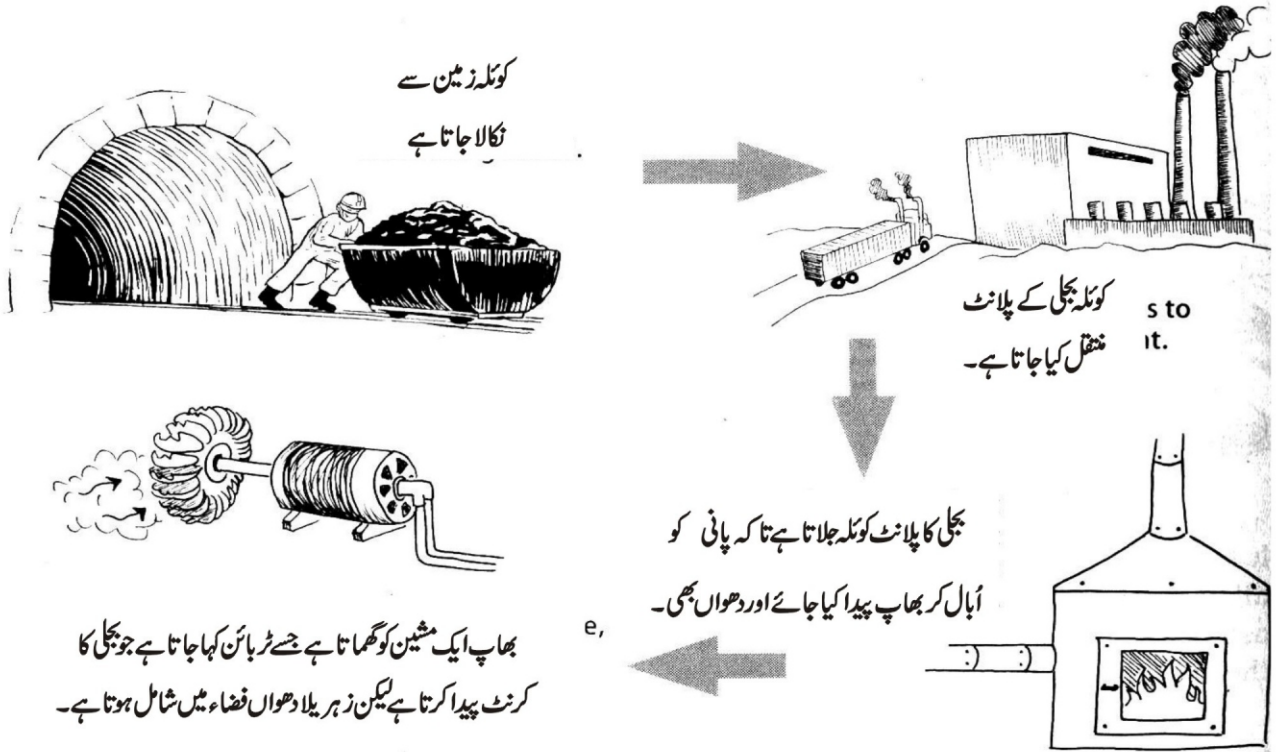 کوئلہ زمین سے
نکالا جاتا ہے
کوئلہ بجلی کے پلانٹ
منتقل کیا جاتا ہے۔
s to
nt.
بجلی کا پلانٹ کوئلہ جلاتا ہے تا کہ پانی کو
اُبال کر بھاپ پیدا کیا جائے اور دھواں بھی۔
e,
بھاپ ایک مشین کو گھماتا ہے جسے ٹربائن کہا جاتا ہے جو بجلی کا
کرنٹ پیدا کرتا ہے لیکن زہریلا دھواں فضاء میں شامل ہوتا ہے۔